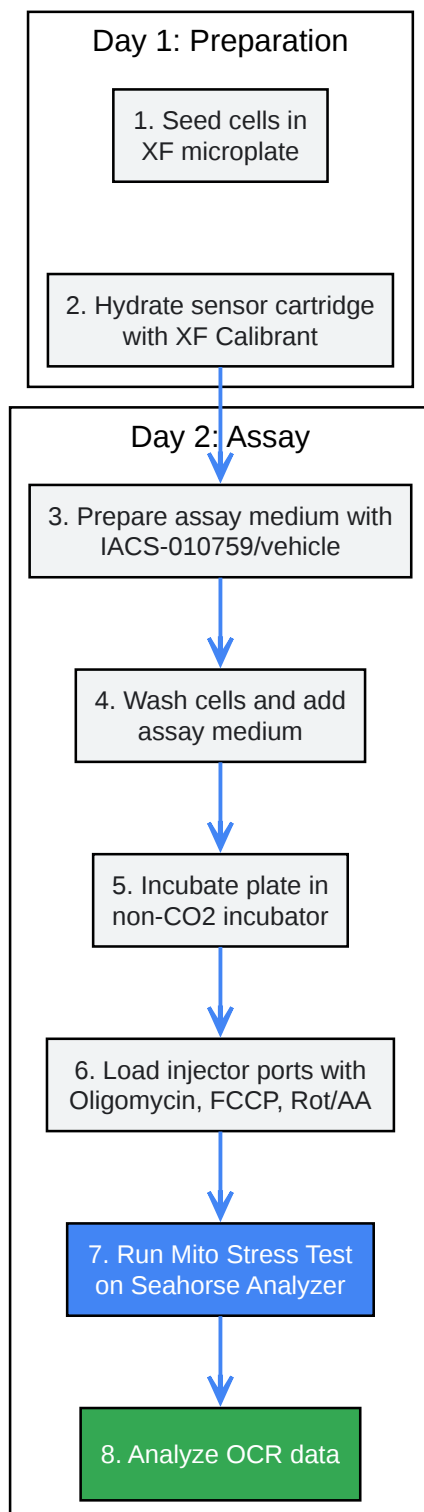 Day 1: Preparation
1. Seed cells in
XF microplate
2. Hydrate sensor cartridge
with XF Calibrant
Day 2: Assay
3. Prepare assay medium with
IACS-010759/vehicle
4. Wash cells and add
assay medium
5. Incubate plate in
non-CO2 incubator
6. Load injector ports with
Oligomycin, FCCP, Rot/AA
7. Run Mito Stress Test
on Seahorse Analyzer
8. Analyze OCR data